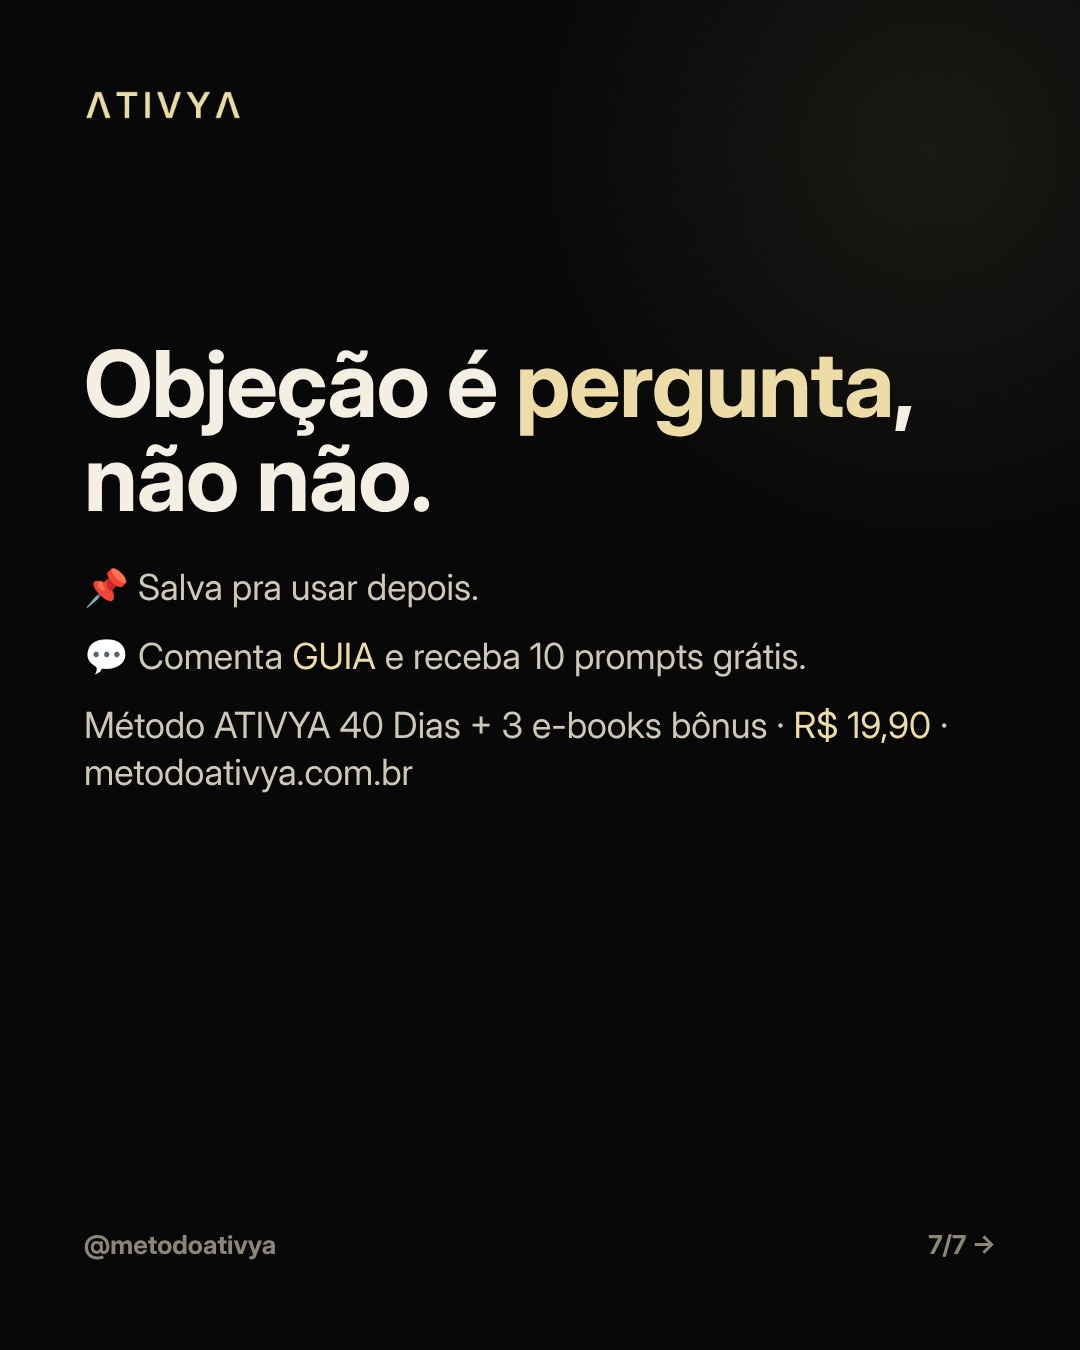 ATIVYA
Objeção é pergunta,
não não.
📌 Salva pra usar depois.
💬 Comenta GUIA e receba 10 prompts grátis.
Método ATIVYA 40 Dias + 3 e-books bônus · R$ 19,90 ·
metodoativya.com.br
@metodoativya
7/7 →